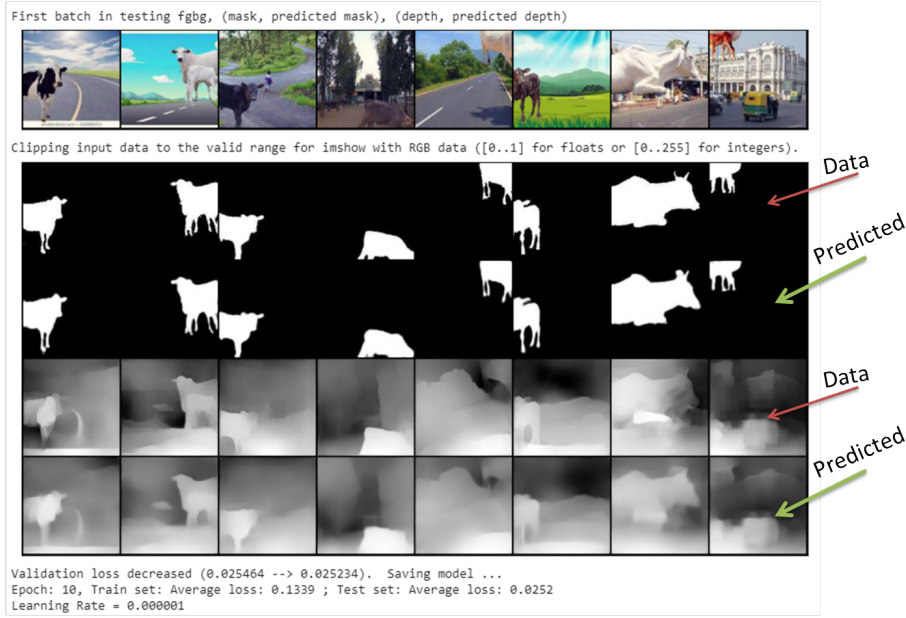 First batch in testing fgbg, (mask, predicted mask), (depth, predicted depth)
Clipping input data to the valid range for imshow with RGB data ([0..1] for floats or [0..255] for integers).
Data
Predicted
Data
Predicted
Validation loss decreased (0.025464 --> 0.025234).  Saving model ...
Epoch: 10, Train set: Average loss: 0.1339 ; Test set: Average loss: 0.0252
Learning Rate = 0.000001